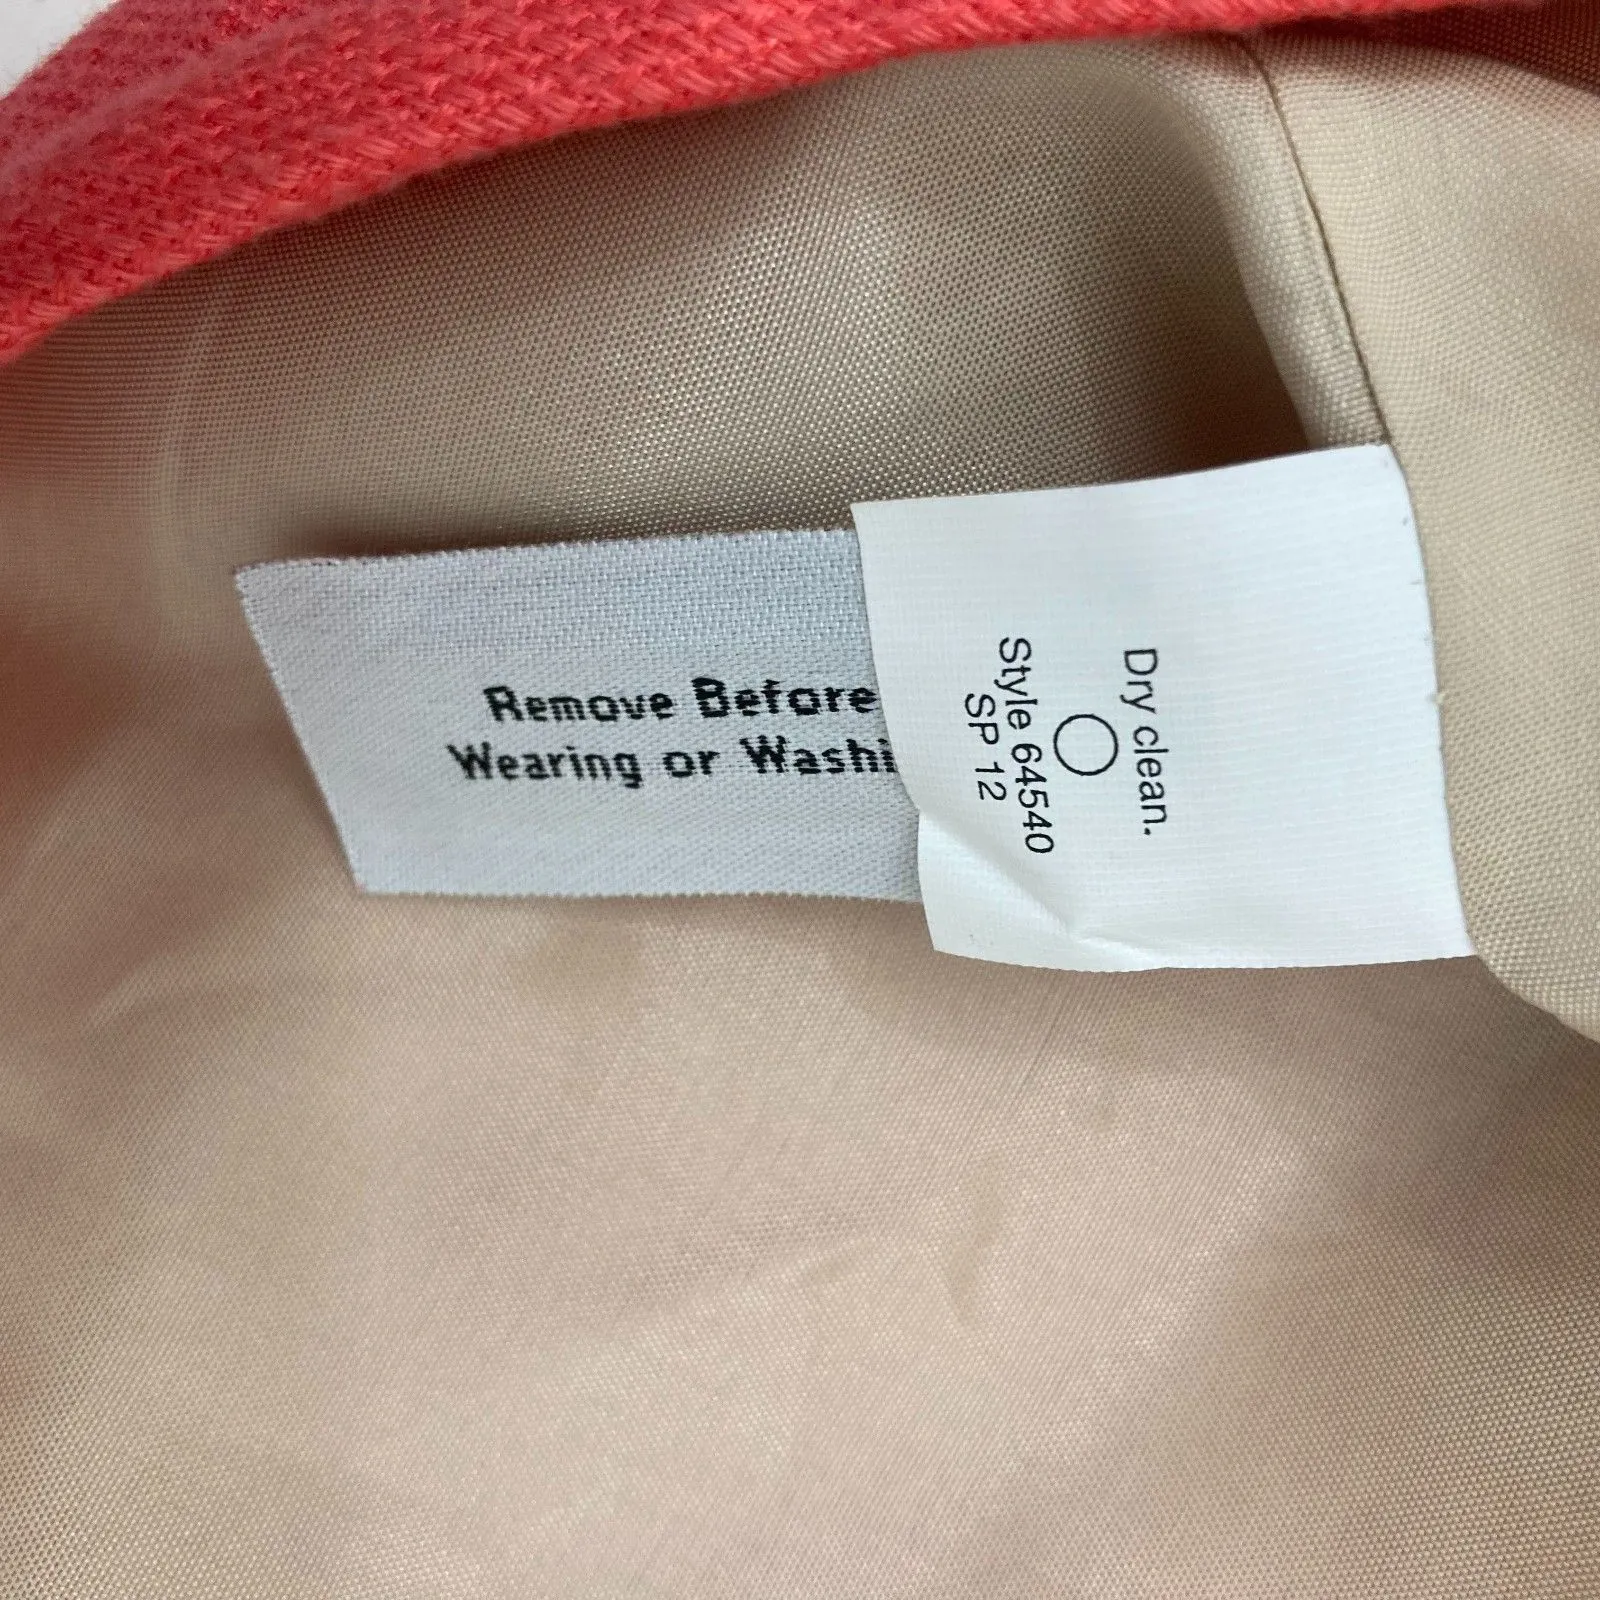 Remove Before
Wearing or Washi
Dry clean.
Style 64540
SP 12